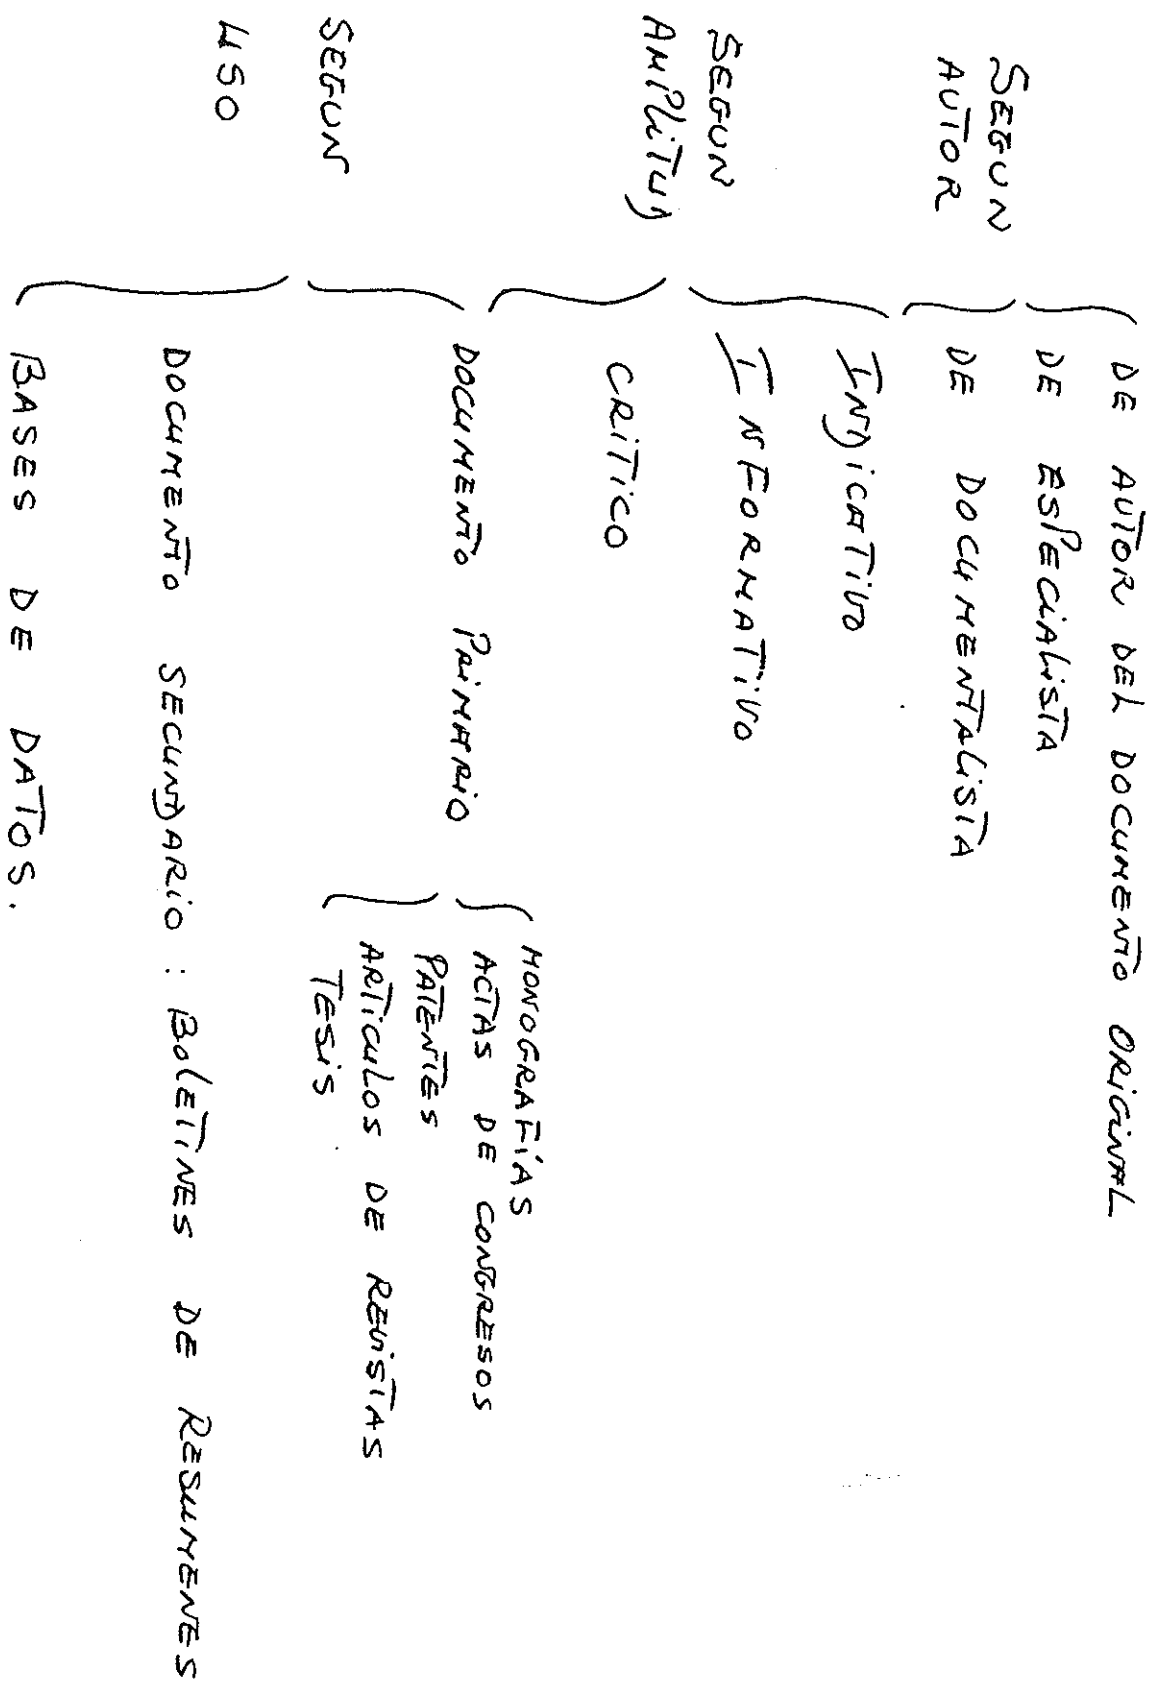 SEGUN
AUTOR
DE AUTOR DEL DOCUMENTO ORIGINAL
DE ESPECIALISTA
DE DOCUMENTALISTA
SEGUN
AMPLITUD
INDICATIVO
INFORMATIVO
CRITICO
SEGUN
USO
DOCUMENTO PRIMARIO
MONOGRAFÍAS
ACTAS DE CONGRESOS
PATENTES
ARTICULOS DE REVISTAS
TESIS
DOCUMENTO SECUNDARIO : BOLETINES DE RESUMENES
BASES DE DATOS.